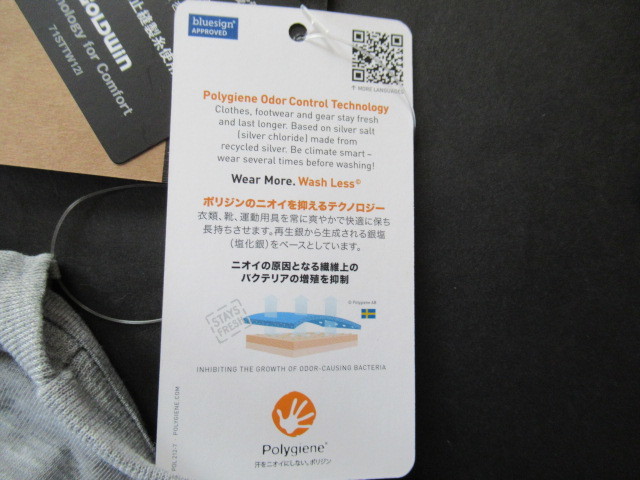 GOLDWIN
Technology for Comfort
71STTW12I
止縫製糸使用
bluesign®
APPROVED
↑ MORE LANGUAGES
Polygiene Odor Control Technology
Clothes, footwear and gear stay fresh
and last longer. Based on silver salt
(silver chloride) made from
recycled silver. Be climate smart –
wear several times before washing!
Wear More. Wash Less©
ポリジンのニオイを抑えるテクノロジー
衣類、靴、運動用具を常に爽やかで快適に保ち
長持ちさせます。再生銀から生成される銀塩
（塩化銀）をベースとしています。
ニオイの原因となる繊維上の
バクテリアの増殖を抑制
© Polygiene AB
STAYS
FRESH
INHIBITING THE GROWTH OF ODOR-CAUSING BACTERIA
POLYGIENE.COM
Polygiene®
汗をニオイにしない。ポリジン